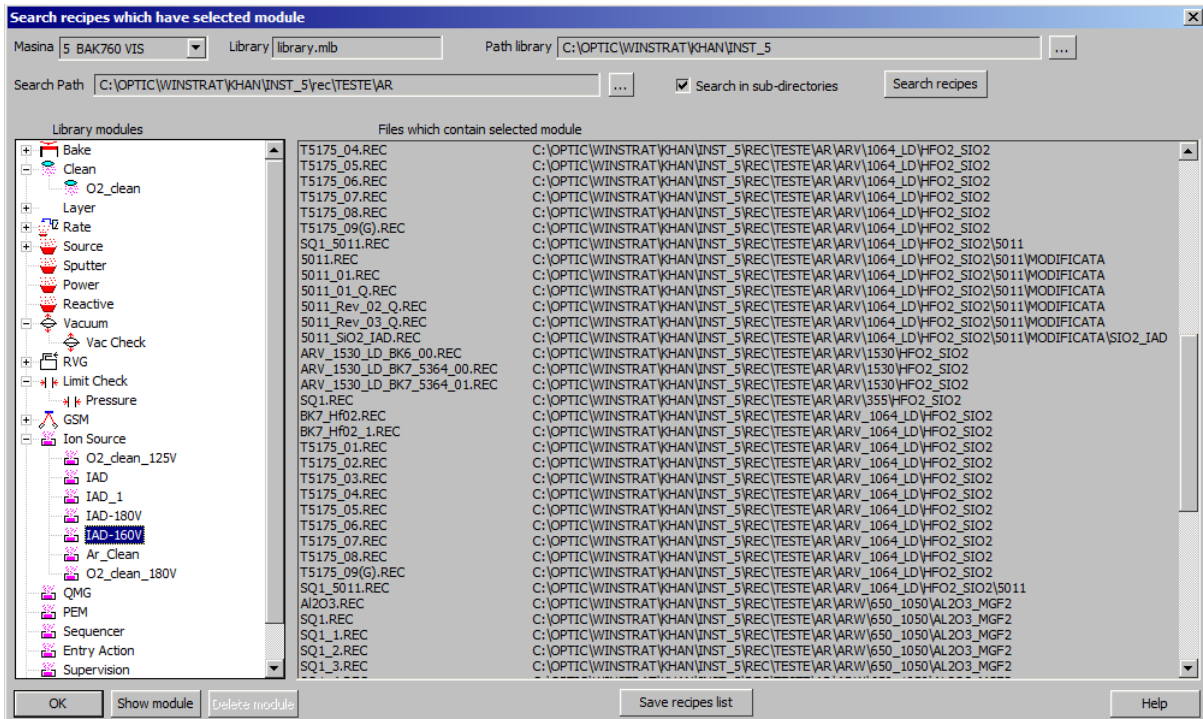 Search recipes which have selected module
Masina 5 BAK760 VIS Library library.mlb Path library C:\OPTIC\WINSTRAT\KHAN\INST_5 ...
Search Path C:\OPTIC\WINSTRAT\KHAN\INST_5\rec\TESTE\AR ... Search in sub-directories Search recipes
Library modules
Bake
Clean
O2_clean
Layer
Rate
Source
Sputter
Power
Reactive
Vacuum
Vac Check
RVG
Limit Check
Pressure
GSM
Ion Source
O2_clean_125V
IAD
IAD_1
IAD-180V
IAD-160V
Ar_Clean
O2_clean_180V
QMG
PEM
Sequencer
Entry Action
Supervision
Files which contain selected module
T5175_04.REC C:\OPTIC\WINSTRAT\KHAN\INST_5\REC\TESTE\AR\ARV\1064_LD\HFO2_SIO2
T5175_05.REC C:\OPTIC\WINSTRAT\KHAN\INST_5\REC\TESTE\AR\ARV\1064_LD\HFO2_SIO2
T5175_06.REC C:\OPTIC\WINSTRAT\KHAN\INST_5\REC\TESTE\AR\ARV\1064_LD\HFO2_SIO2
T5175_07.REC C:\OPTIC\WINSTRAT\KHAN\INST_5\REC\TESTE\AR\ARV\1064_LD\HFO2_SIO2
T5175_08.REC C:\OPTIC\WINSTRAT\KHAN\INST_5\REC\TESTE\AR\ARV\1064_LD\HFO2_SIO2
T5175_09(G).REC C:\OPTIC\WINSTRAT\KHAN\INST_5\REC\TESTE\AR\ARV\1064_LD\HFO2_SIO2
SQ1_5011.REC C:\OPTIC\WINSTRAT\KHAN\INST_5\REC\TESTE\AR\ARV\1064_LD\HFO2_SIO2\5011
5011.REC C:\OPTIC\WINSTRAT\KHAN\INST_5\REC\TESTE\AR\ARV\1064_LD\HFO2_SIO2\5011\MODIFICATA
5011_01.REC C:\OPTIC\WINSTRAT\KHAN\INST_5\REC\TESTE\AR\ARV\1064_LD\HFO2_SIO2\5011\MODIFICATA
5011_01_Q.REC C:\OPTIC\WINSTRAT\KHAN\INST_5\REC\TESTE\AR\ARV\1064_LD\HFO2_SIO2\5011\MODIFICATA
5011_Rev_02_Q.REC C:\OPTIC\WINSTRAT\KHAN\INST_5\REC\TESTE\AR\ARV\1064_LD\HFO2_SIO2\5011\MODIFICATA
5011_Rev_03_Q.REC C:\OPTIC\WINSTRAT\KHAN\INST_5\REC\TESTE\AR\ARV\1064_LD\HFO2_SIO2\5011\MODIFICATA
5011_SiO2_IAD.REC C:\OPTIC\WINSTRAT\KHAN\INST_5\REC\TESTE\AR\ARV\1064_LD\HFO2_SIO2\5011\MODIFICATA\SIO2_IAD
ARV_1530_LD_BK6_00.REC C:\OPTIC\WINSTRAT\KHAN\INST_5\REC\TESTE\AR\ARV\1530\HFO2_SIO2
ARV_1530_LD_BK7_5364_00.REC C:\OPTIC\WINSTRAT\KHAN\INST_5\REC\TESTE\AR\ARV\1530\HFO2_SIO2
ARV_1530_LD_BK7_5364_01.REC C:\OPTIC\WINSTRAT\KHAN\INST_5\REC\TESTE\AR\ARV\1530\HFO2_SIO2
SQ1.REC C:\OPTIC\WINSTRAT\KHAN\INST_5\REC\TESTE\AR\ARV\355\HFO2_SIO2
BK7_Hf02.REC C:\OPTIC\WINSTRAT\KHAN\INST_5\REC\TESTE\AR\ARV_1064_LD\HFO2_SIO2
BK7_Hf02_1.REC C:\OPTIC\WINSTRAT\KHAN\INST_5\REC\TESTE\AR\ARV_1064_LD\HFO2_SIO2
T5175_01.REC C:\OPTIC\WINSTRAT\KHAN\INST_5\REC\TESTE\AR\ARV_1064_LD\HFO2_SIO2
T5175_02.REC C:\OPTIC\WINSTRAT\KHAN\INST_5\REC\TESTE\AR\ARV_1064_LD\HFO2_SIO2
T5175_03.REC C:\OPTIC\WINSTRAT\KHAN\INST_5\REC\TESTE\AR\ARV_1064_LD\HFO2_SIO2
T5175_04.REC C:\OPTIC\WINSTRAT\KHAN\INST_5\REC\TESTE\AR\ARV_1064_LD\HFO2_SIO2
T5175_05.REC C:\OPTIC\WINSTRAT\KHAN\INST_5\REC\TESTE\AR\ARV_1064_LD\HFO2_SIO2
T5175_06.REC C:\OPTIC\WINSTRAT\KHAN\INST_5\REC\TESTE\AR\ARV_1064_LD\HFO2_SIO2
T5175_07.REC C:\OPTIC\WINSTRAT\KHAN\INST_5\REC\TESTE\AR\ARV_1064_LD\HFO2_SIO2
T5175_08.REC C:\OPTIC\WINSTRAT\KHAN\INST_5\REC\TESTE\AR\ARV_1064_LD\HFO2_SIO2
T5175_09(G).REC C:\OPTIC\WINSTRAT\KHAN\INST_5\REC\TESTE\AR\ARV_1064_LD\HFO2_SIO2
SQ1_5011.REC C:\OPTIC\WINSTRAT\KHAN\INST_5\REC\TESTE\AR\ARV_1064_LD\HFO2_SIO2\5011
Al2O3.REC C:\OPTIC\WINSTRAT\KHAN\INST_5\REC\TESTE\AR\ARW\650_1050\AL2O3_MGF2
SQ1.REC C:\OPTIC\WINSTRAT\KHAN\INST_5\REC\TESTE\AR\ARW\650_1050\AL2O3_MGF2
SQ1_1.REC C:\OPTIC\WINSTRAT\KHAN\INST_5\REC\TESTE\AR\ARW\650_1050\AL2O3_MGF2
SQ1_2.REC C:\OPTIC\WINSTRAT\KHAN\INST_5\REC\TESTE\AR\ARW\650_1050\AL2O3_MGF2
SQ1_3.REC C:\OPTIC\WINSTRAT\KHAN\INST_5\REC\TESTE\AR\ARW\650_1050\AL2O3_MGF2
OK Show module Delete module Save recipes list Help